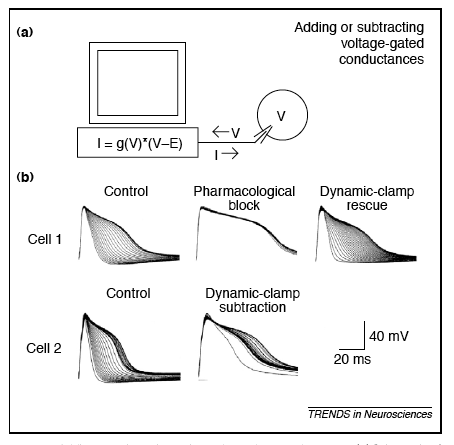 (a)
Adding or subtracting
voltage-gated
conductances
V
←V
I = g(V)*(V–E)
I→
(b)
Control
Pharmacological
block
Dynamic-clamp
rescue
Cell 1
Control
Dynamic-clamp
subtraction
Cell 2
40 mV
20 ms
TRENDS in Neurosciences